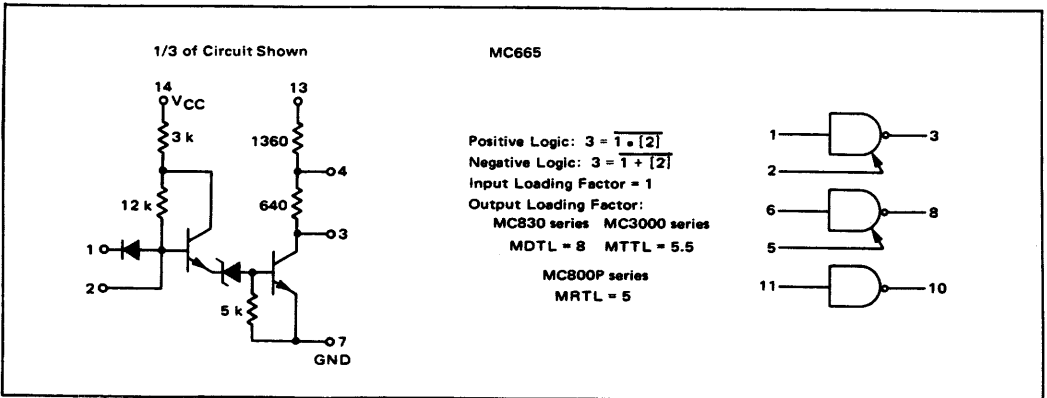 1/3 of Circuit Shown
MC665
14
VCC
13
3 k
1360
4
12 k
640
3
1
2
5 k
7
GND
Positive Logic: 3 = 1 • [2]
Negative Logic: 3 = 1 + [2]
Input Loading Factor = 1
Output Loading Factor:
MC830 series MC3000 series
MDTL = 8 MTTL = 5.5
MC800P series
MRTL = 5
1
3
2
6
8
5
11
10